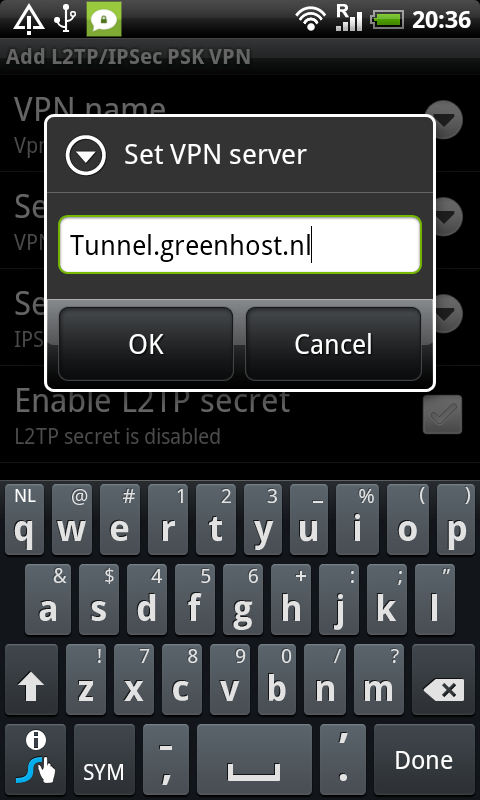 R 20:36
Add L2TP/IPSec PSK VPN
VPN name
Vpn
Set VPN server
Se
VPN
Tunnel.greenhost.nl
Se
IPS
OK Cancel
Enable L2TP secret
L2TP secret is disabled
NL @ # 1 2 3 _ % ( )
q w e r t y u i o p
& $ 4 5 6 + : ; "
a s d f g h j k l
! 7 8 9 0 / ?
z x c v b n m
SYM - , ' . Done